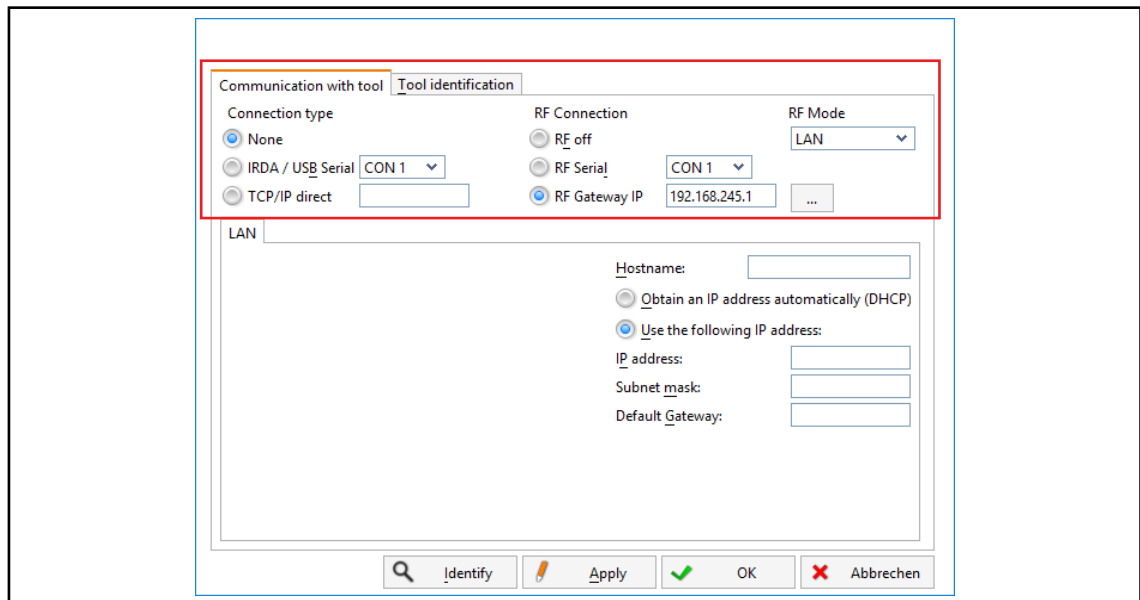 Communication with tool Tool identification
Connection type RF Connection RF Mode
None RF off LAN
IRDA / USB Serial CON 1 RF Serial CON 1
TCP/IP direct RF Gateway IP 192.168.245.1 ...
LAN
Hostname:
Obtain an IP address automatically (DHCP)
Use the following IP address:
IP address:
Subnet mask:
Default Gateway:
Identify Apply OK Abbrechen